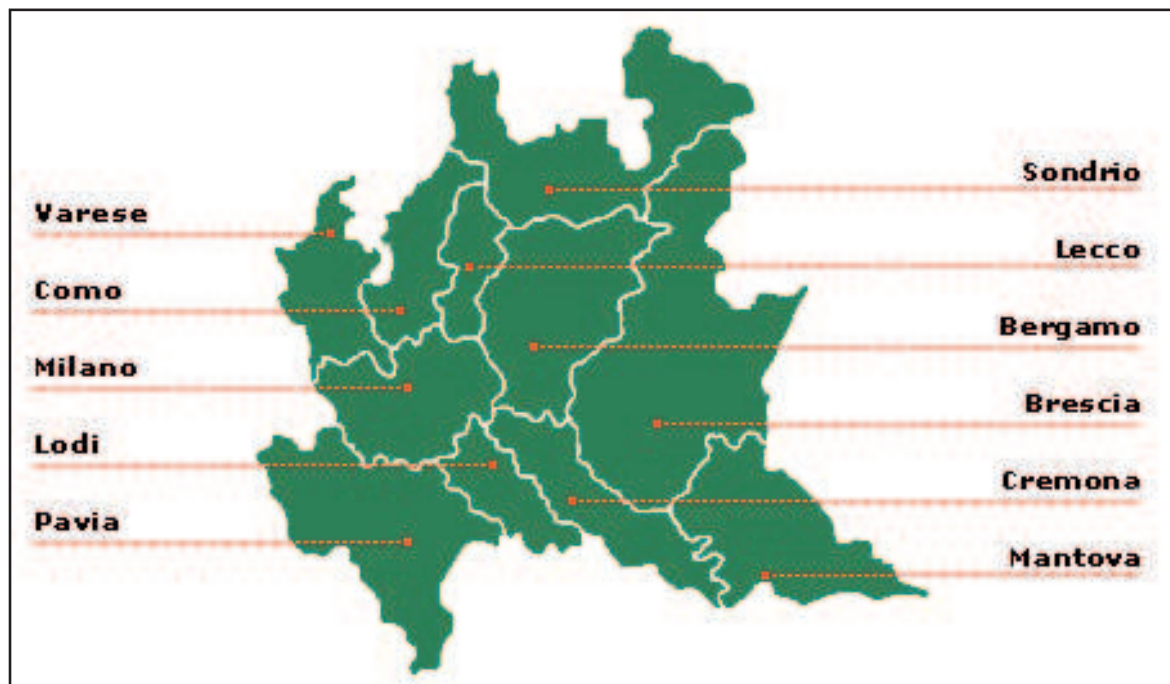 Varese
Como
Milano
Lodi
Pavia
Sondrio
Lecco
Bergamo
Brescia
Cremona
Mantova